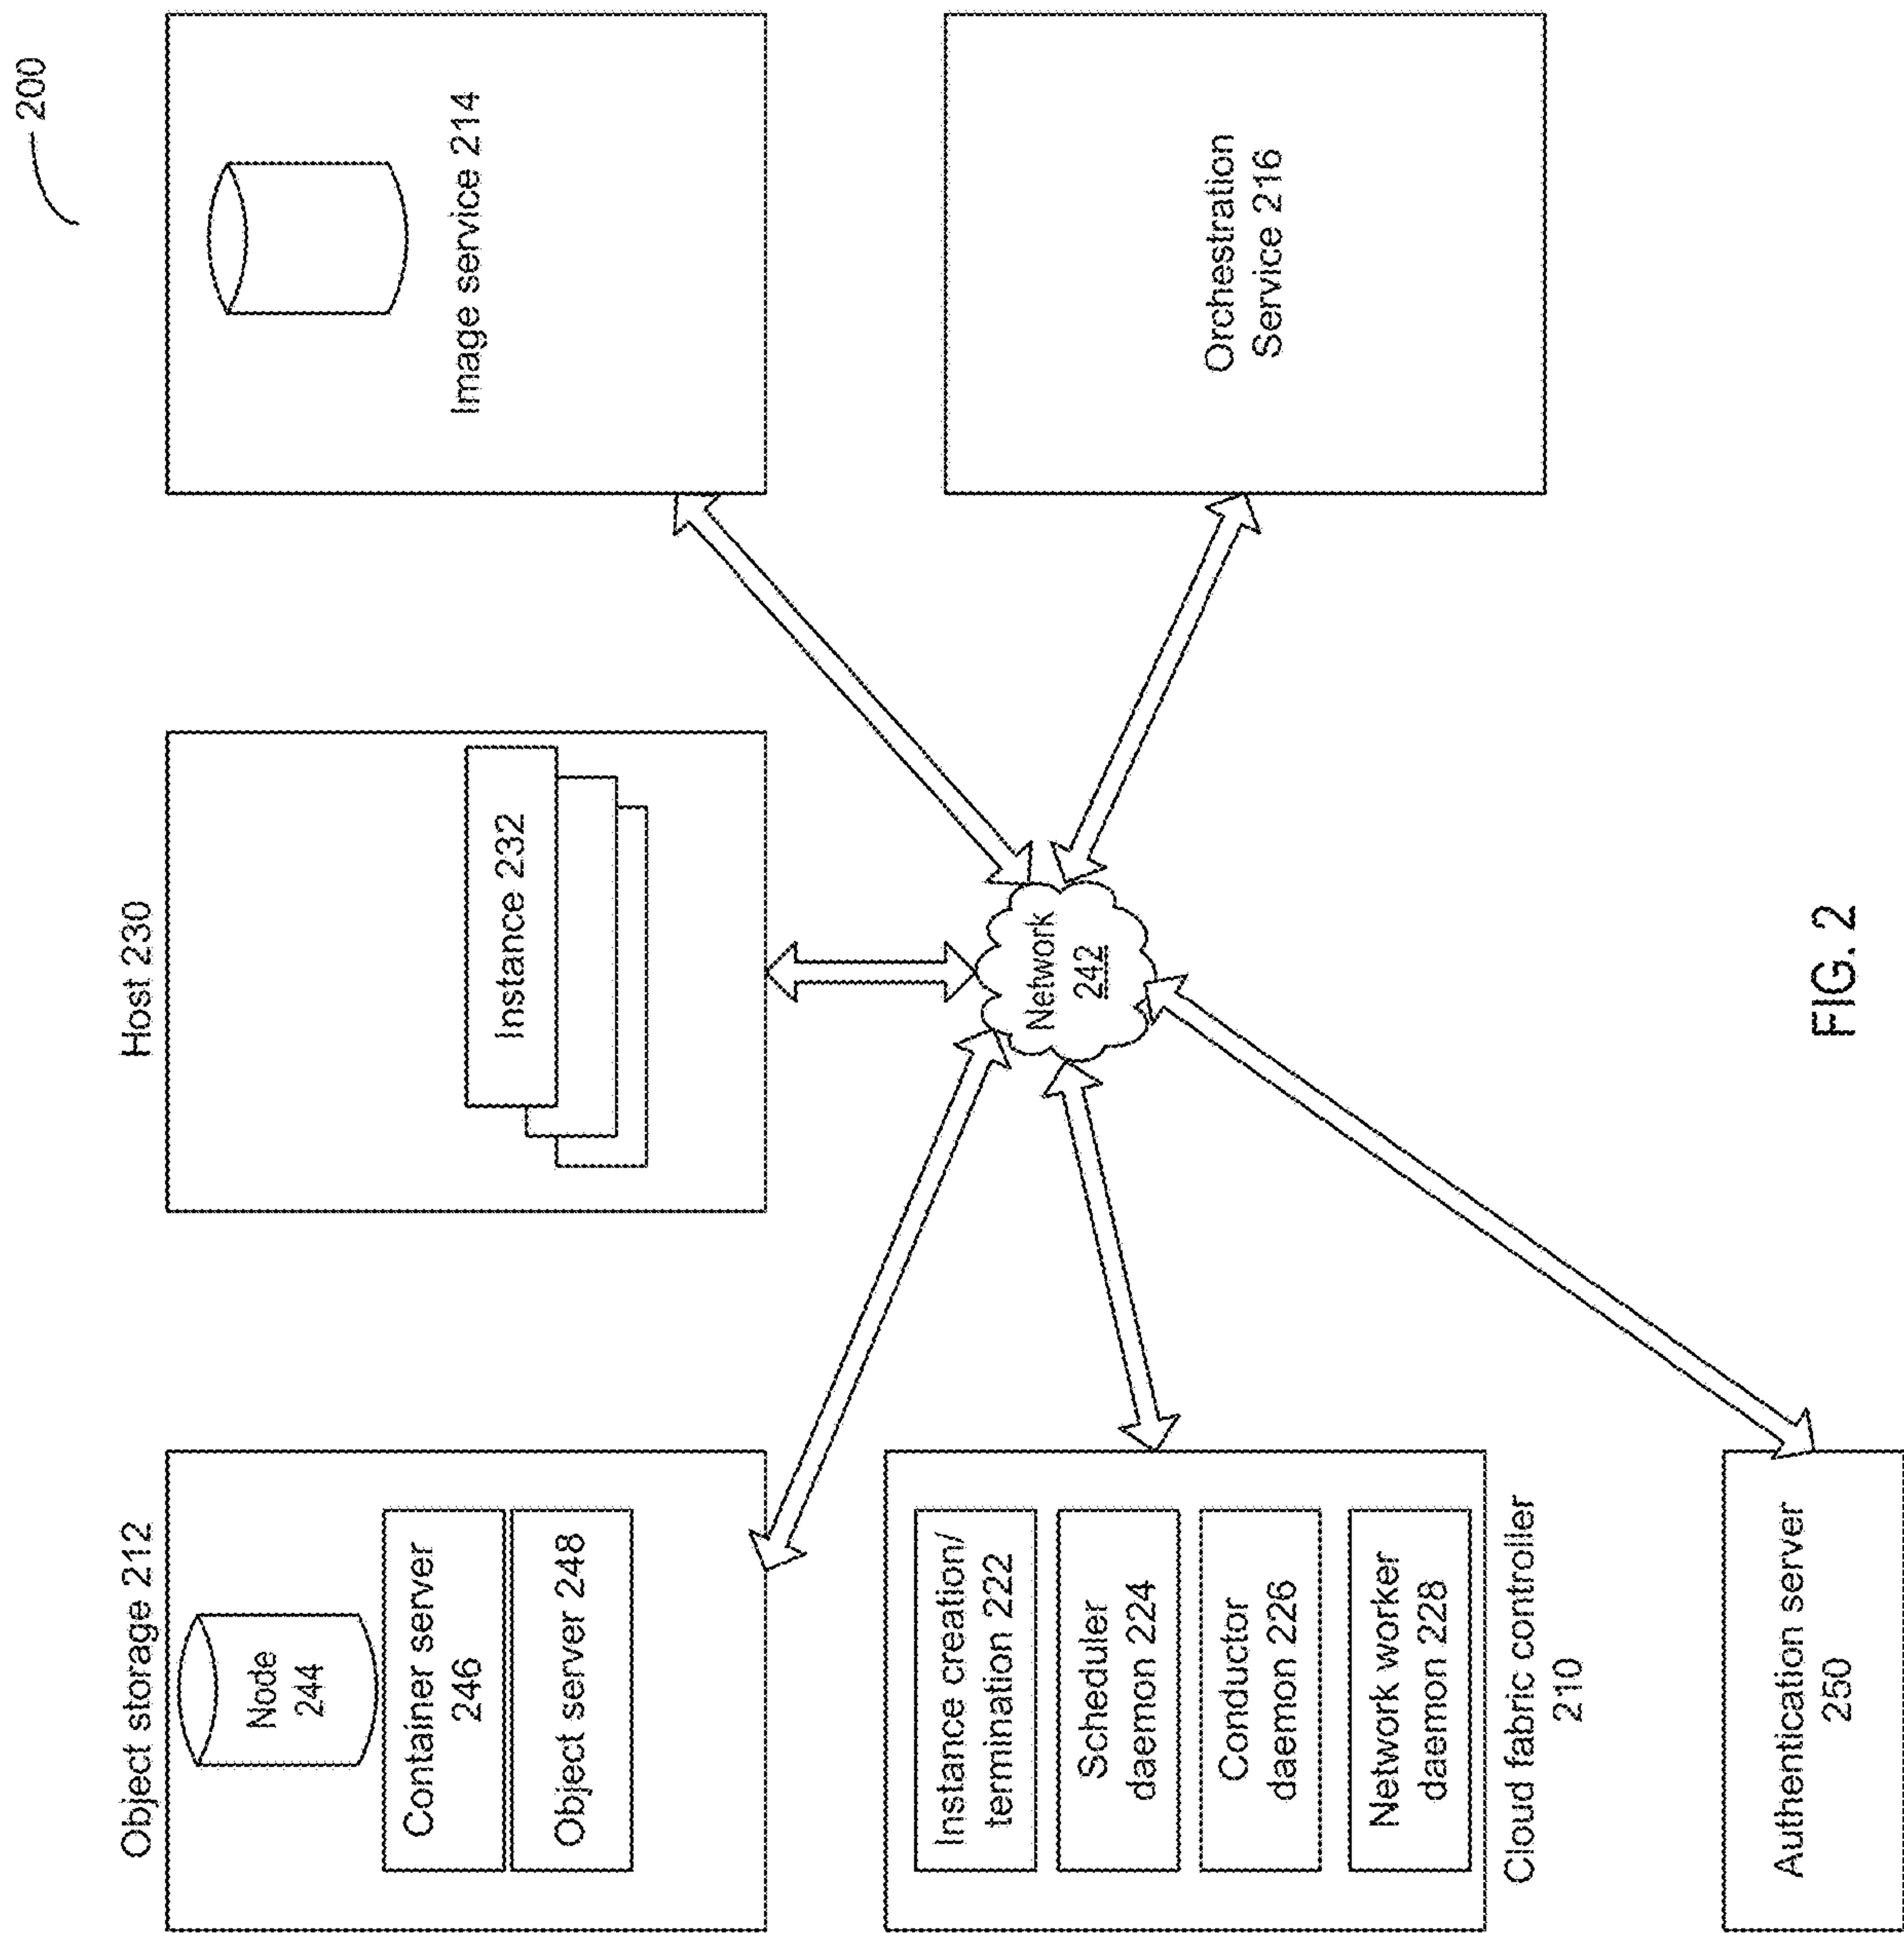 200
Object storage 212
Node
244
Container server
246
Object server 248
Host 230
Instance 232
Image service 214
Network
242
Instance creation/
termination 222
Scheduler
daemon 224
Conductor
daemon 226
Network worker
daemon 228
Cloud fabric controller
210
Orchestration
Service 216
Authentication server
250
FIG. 2